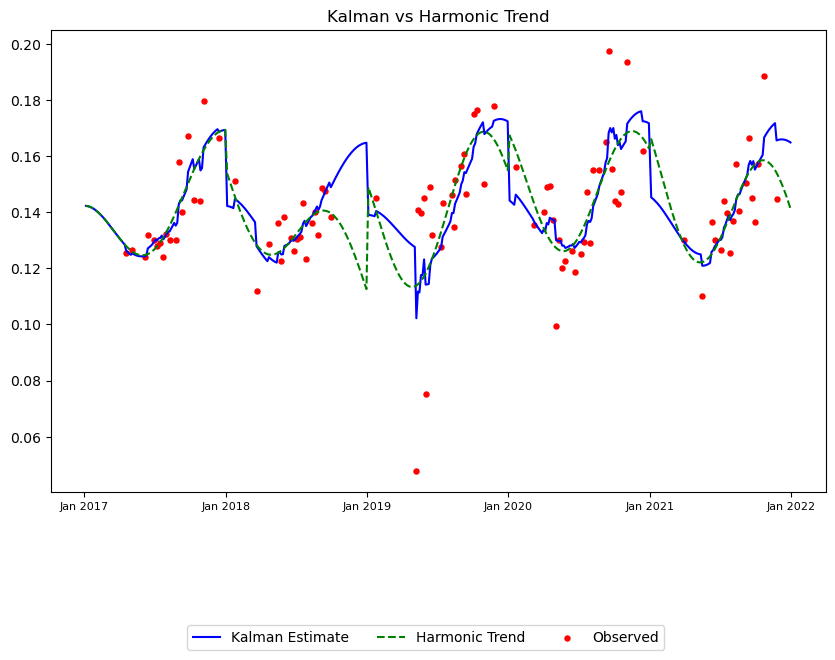 Kalman vs Harmonic Trend
0.20
0.18
0.16
0.14
0.12
0.10
0.08
0.06
Jan 2017 Jan 2018 Jan 2019 Jan 2020 Jan 2021 Jan 2022
Kalman Estimate Harmonic Trend Observed